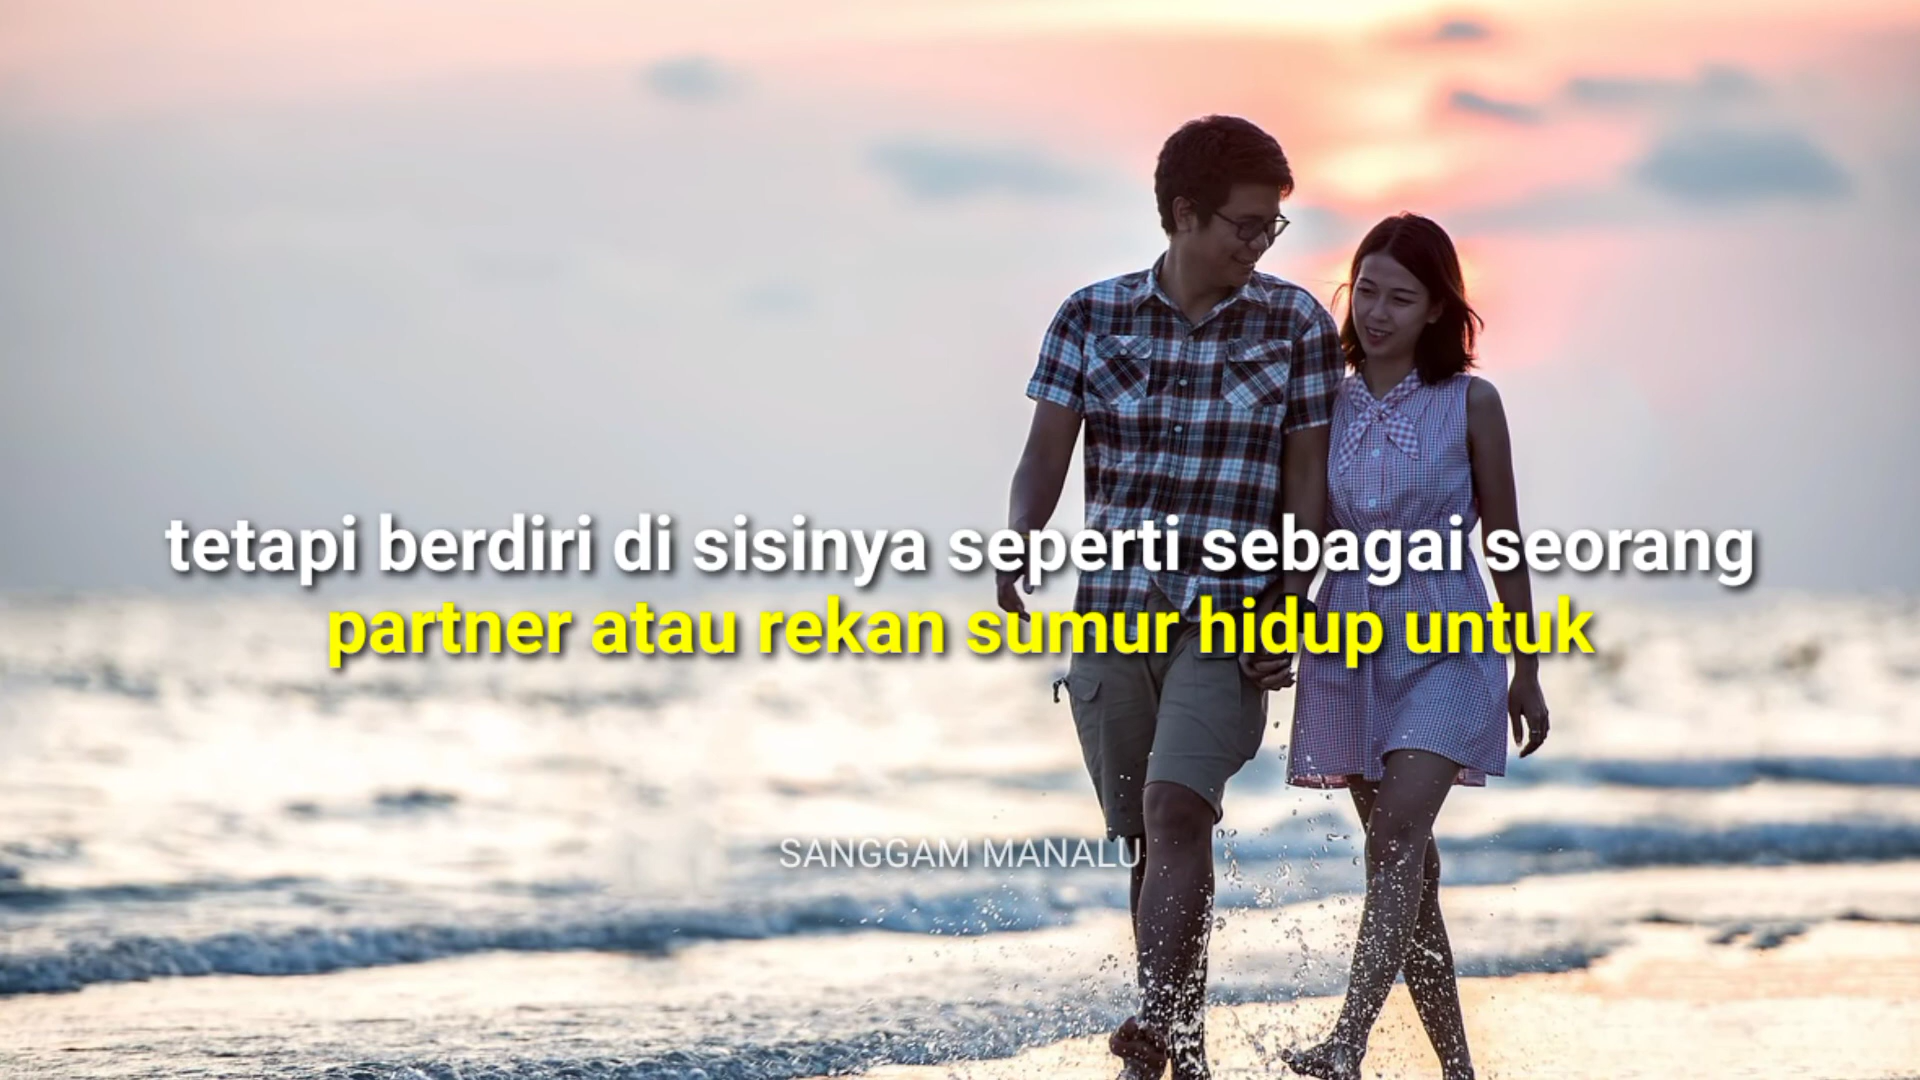 tetapi berdiri di sisinya seperti sebagai seorang
partner atau rekan sumur hidup untuk
SANGGAM MANALU